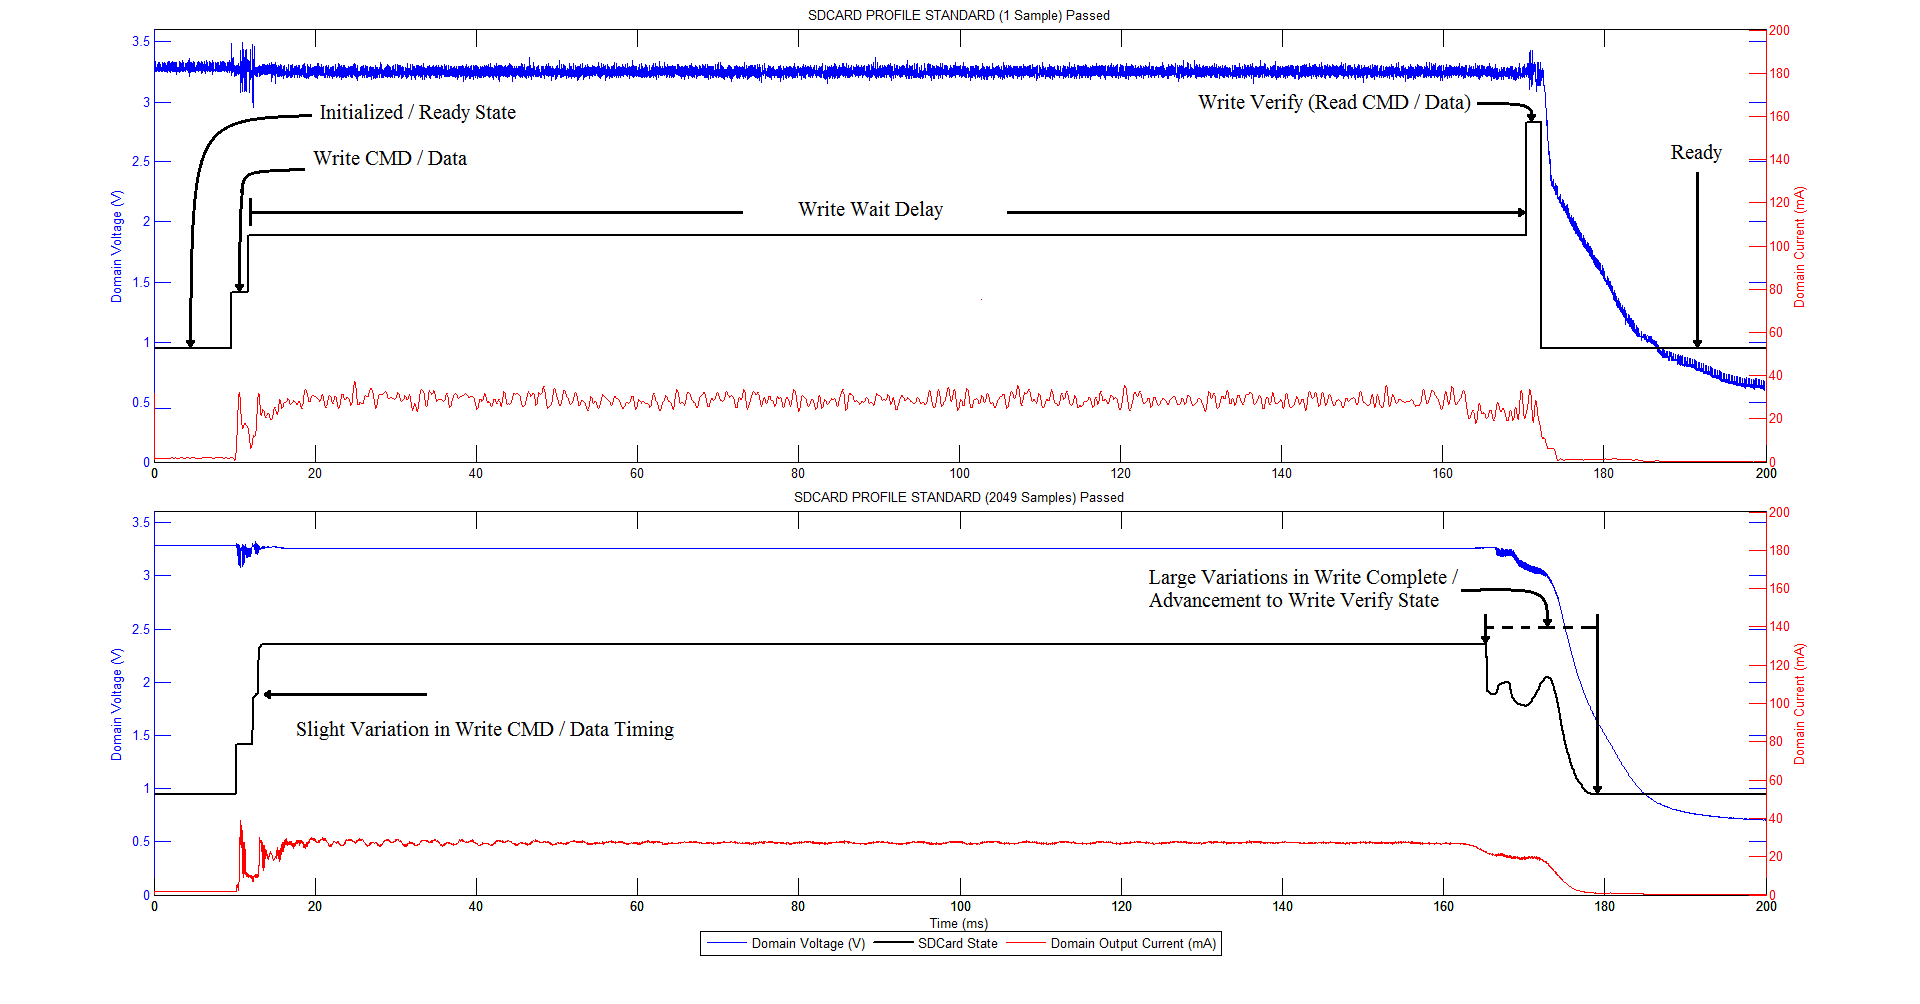 SDCARD PROFILE STANDARD (1 Sample) Passed
3.5
3
2.5
2
1.5
1
0.5
0
Domain Voltage (V)
200
180
160
140
120
100
80
60
40
20
0
Domain Current (mA)
Initialized / Ready State
Write CMD / Data
Write Wait Delay
Write Verify (Read CMD / Data)
Ready
0 20 40 60 80 100 120 140 160 180 200
SDCARD PROFILE STANDARD (2049 Samples) Passed
3.5
3
2.5
2
1.5
1
0.5
0
Domain Voltage (V)
200
180
160
140
120
100
80
60
40
20
0
Domain Current (mA)
Large Variations in Write Complete /
Advancement to Write Verify State
Slight Variation in Write CMD / Data Timing
0 20 40 60 80 100 120 140 160 180 200
Time (ms)
Domain Voltage (V) SDCard State Domain Output Current (mA)